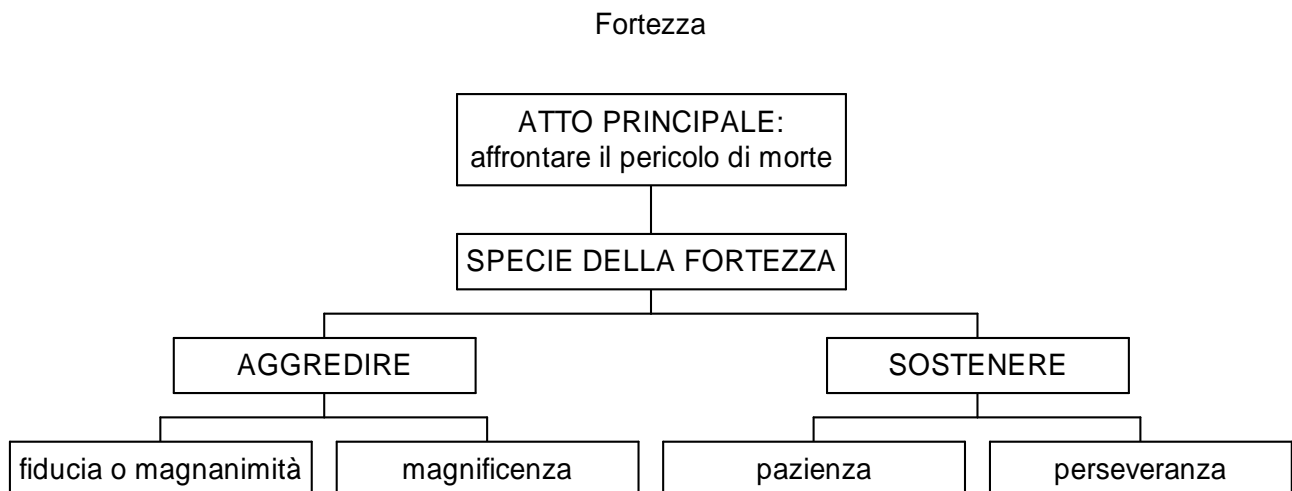 Fortezza
ATTO PRINCIPALE:
affrontare il pericolo di morte
SPECIE DELLA FORTEZZA
AGGREDIRE
SOSTENERE
fiducia o magnanimità
magnificenza
pazienza
perseveranza